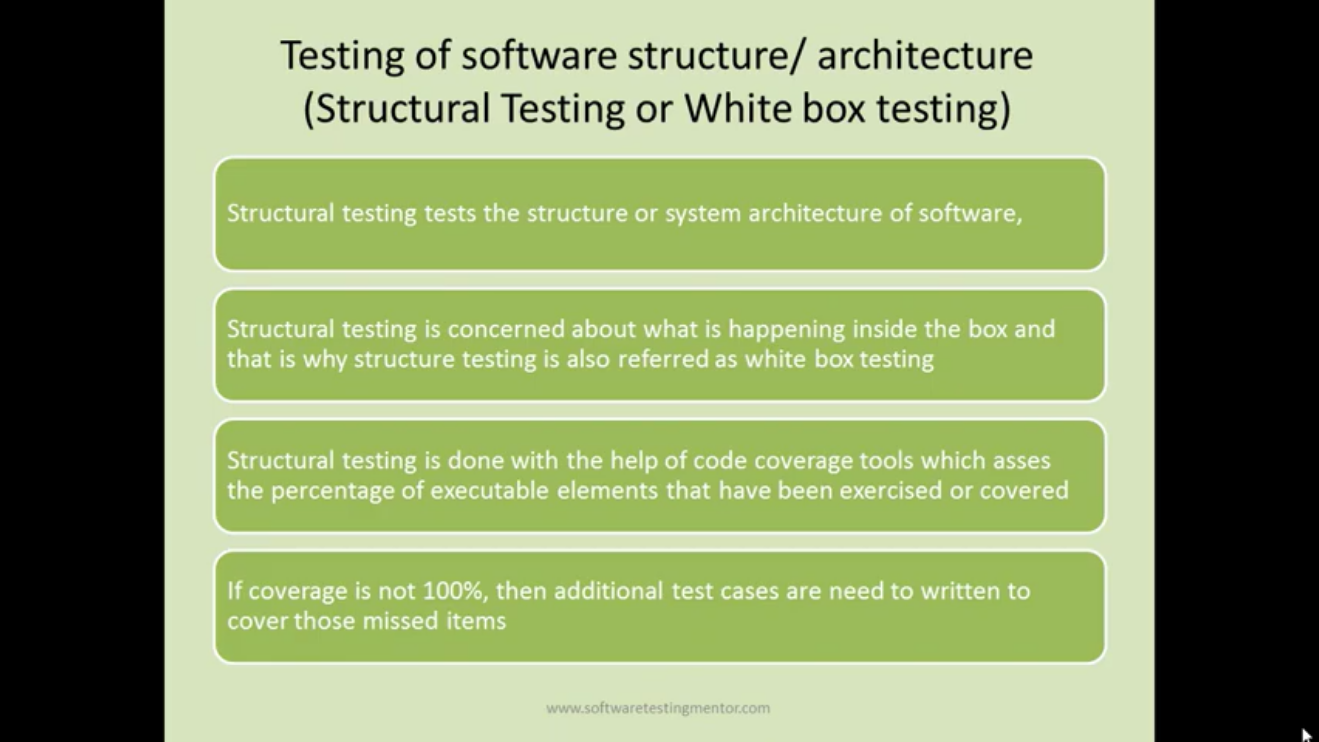 Testing of software structure/ architecture
(Structural Testing or White box testing)
Structural testing tests the structure or system architecture of software,
Structural testing is concerned about what is happening inside the box and
that is why structure testing is also referred as white box testing
Structural testing is done with the help of code coverage tools which asses
the percentage of executable elements that have been exercised or covered
If coverage is not 100%, then additional test cases are need to written to
cover those missed items
www.softwaretestingmentor.com